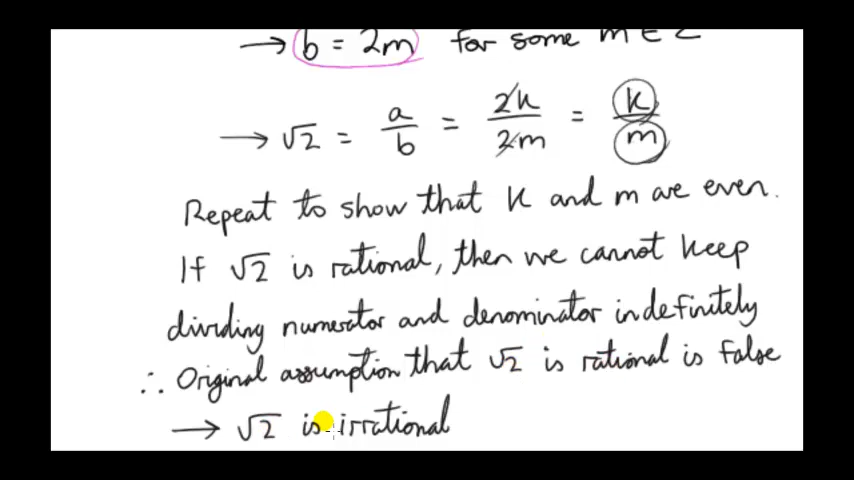 → b = 2m for some m ∈ Z
→ √2 = a/b = 2k/2m = k/m
Repeat to show that k and m are even.
If √2 is rational, then we cannot keep
dividing numerator and denominator indefinitely
∴ Original assumption that √2 is rational is false
→ √2 is irrational